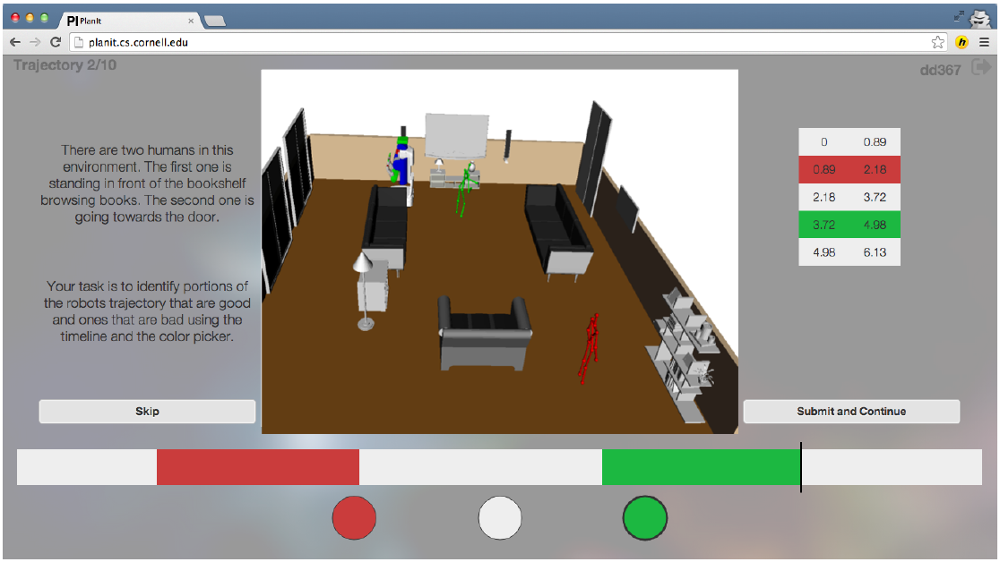 PlanIt
planit.cs.cornell.edu
Trajectory 2/10
dd367
There are two humans in this
environment. The first one is
standing in front of the bookshelf
browsing books. The second one is
going towards the door.
Your task is to identify portions of
the robots trajectory that are good
and ones that are bad using the
timeline and the color picker.
0 0.89
0.89 2.18
2.18 3.72
3.72 4.98
4.98 6.13
Skip
Submit and Continue